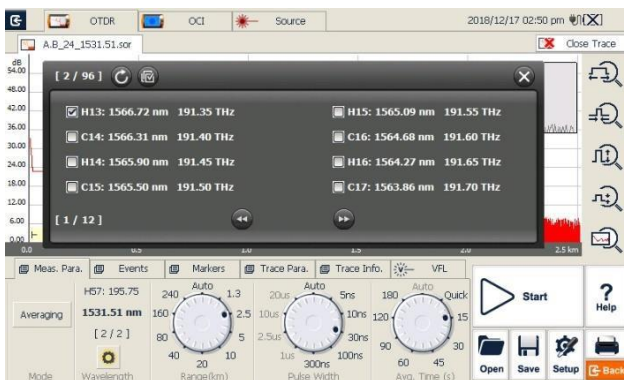 OTDR OCI Source 2018/12/17 02:50 pm
A.B_24_1531.51.sor Close Trace
dB
54.00
48.00
42.00
36.00
30.00
24.00
18.00
12.00
6.00
0.00
[ 2 / 96 ]
H13: 1566.72 nm 191.35 THz H15: 1565.09 nm 191.55 THz
C14: 1566.31 nm 191.40 THz C16: 1564.68 nm 191.60 THz
H14: 1565.90 nm 191.45 THz H16: 1564.27 nm 191.65 THz
C15: 1565.50 nm 191.50 THz C17: 1563.86 nm 191.70 THz
[ 1 / 12 ]
0.0 0.5 1.0 1.5 2.0 2.5 km
Meas. Para. Events Markers Trace Para. Trace Info. VFL
Averaging
Mode
H57: 195.75
1531.51 nm
[ 2 / 2 ]
Wavelength
Auto
240 1.3
160 2.5
80 5
40 20 10
Range(km)
Auto
20us 5ns
10us 10ns
2.5us 30ns
1us 300ns 100ns
Pulse Width
Auto
180 Quick
120 15
90 30
60 45
Avg. Time (s)
Start
Help
Open Save Setup Back